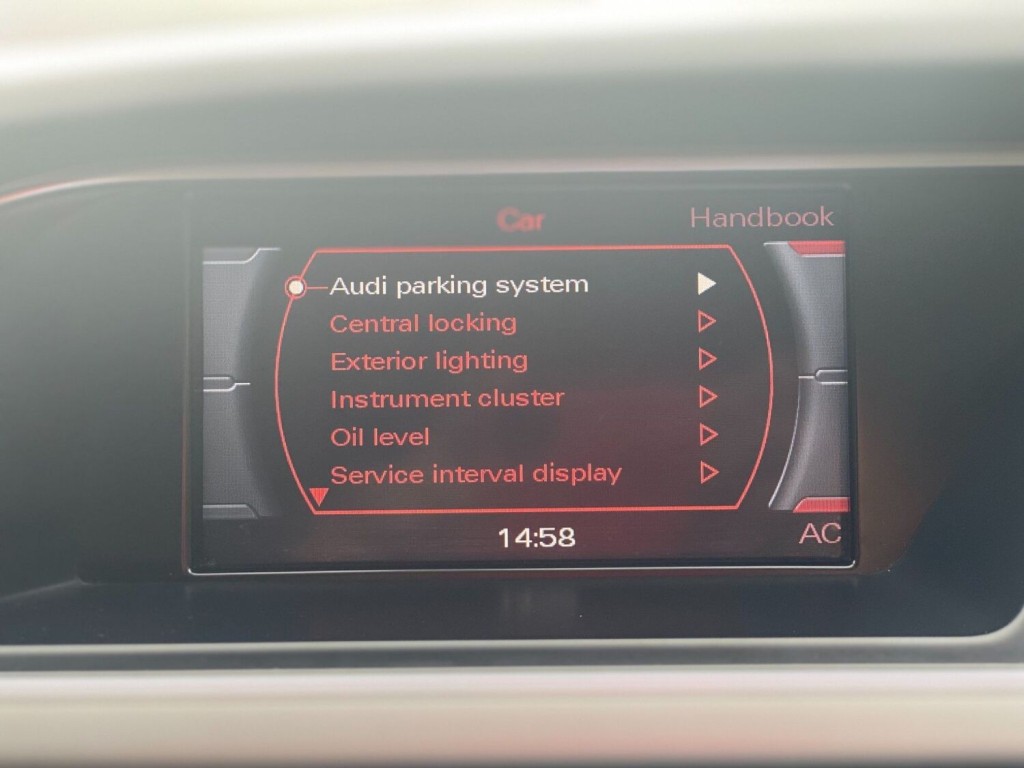 Car
Handbook
Audi parking system
Central locking
Exterior lighting
Instrument cluster
Oil level
Service interval display
14:58
AC